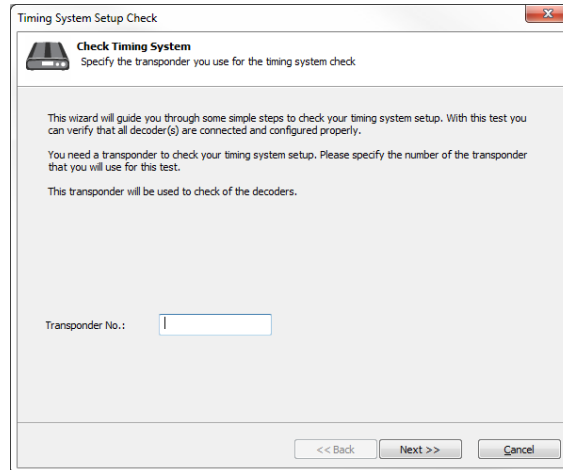 Timing System Setup Check
Check Timing System
Specify the transponder you use for the timing system check
This wizard will guide you through some simple steps to check your timing system setup. With this test you
can verify that all decoder(s) are connected and configured properly.
You need a transponder to check your timing system setup. Please specify the number of the transponder
that you will use for this test.
This transponder will be used to check of the decoders.
Transponder No.:
<< Back Next >> Cancel